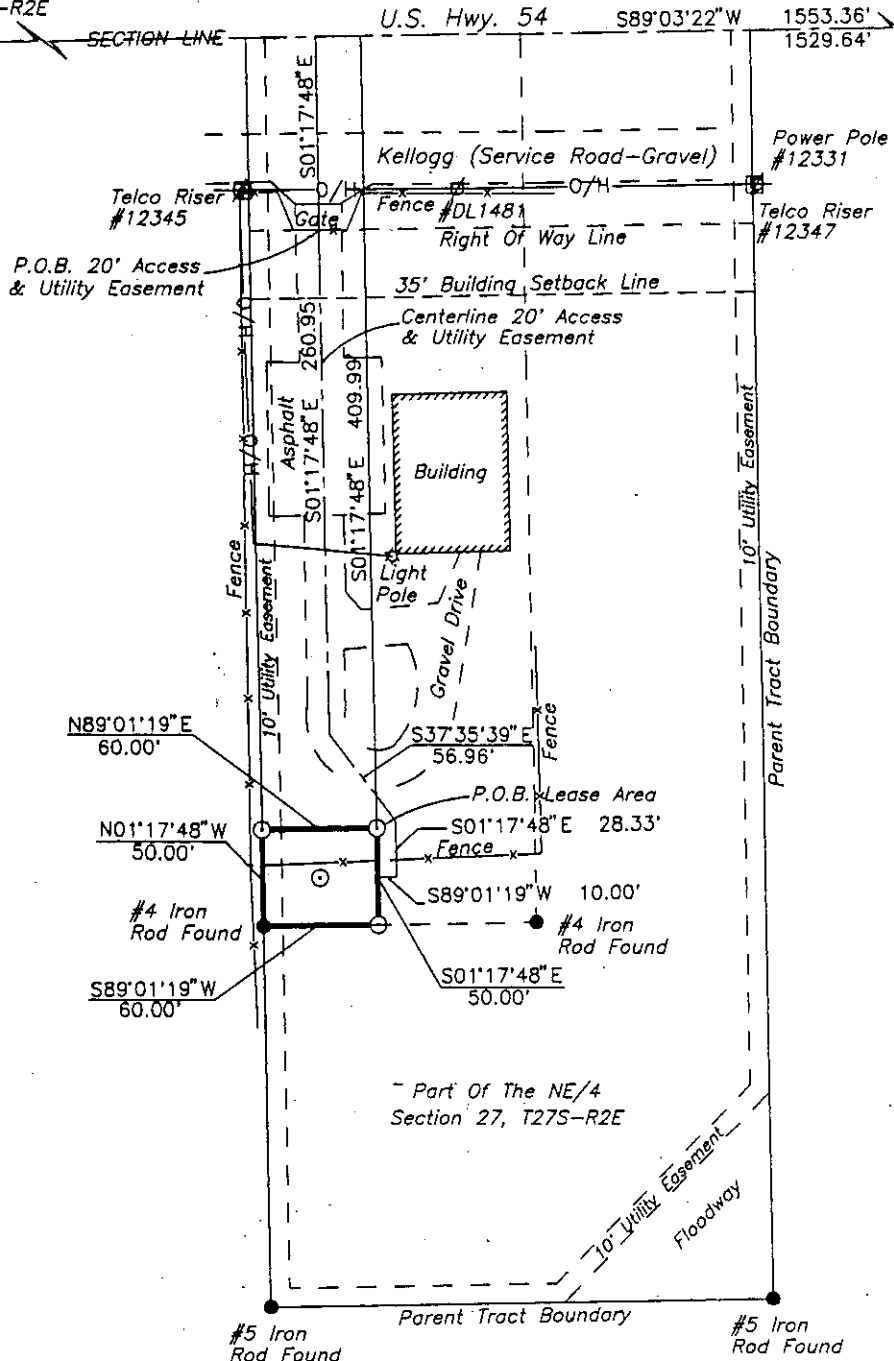 -R2E
SECTION LINE
U.S. Hwy. 54
S89°03'22"W
1553.36'
1529.64'
S01°17'48"E
Kellogg (Service Road-Gravel)
Power Pole
#12331
Telco Riser
#12345
O/H
O/H
Gate
Fence
#DL1481
Telco Riser
#12347
Right Of Way Line
P.O.B. 20' Access
& Utility Easement
35' Building Setback Line
O/H
Centerline 20' Access
& Utility Easement
S01°17'48"E 260.95
S01°17'48"E 409.99
Asphalt
O/H
Building
10' Utility Easement
Parent Tract Boundary
Fence
10' Utility Easement
Light
Pole
Gravel Drive
N89°01'19"E
60.00'
S37°35'39"E
56.96'
Fence
P.O.B. Lease Area
N01°17'48"W
50.00'
S01°17'48"E 28.33'
Fence
S89°01'19"W 10.00'
#4 Iron
Rod Found
#4 Iron
Rod Found
S89°01'19"W
60.00'
S01°17'48"E
50.00'
Part Of The NE/4
Section 27, T27S-R2E
10' Utility Easement
Floodway
Parent Tract Boundary
#5 Iron
Rod Found
#5 Iron
Rod Found